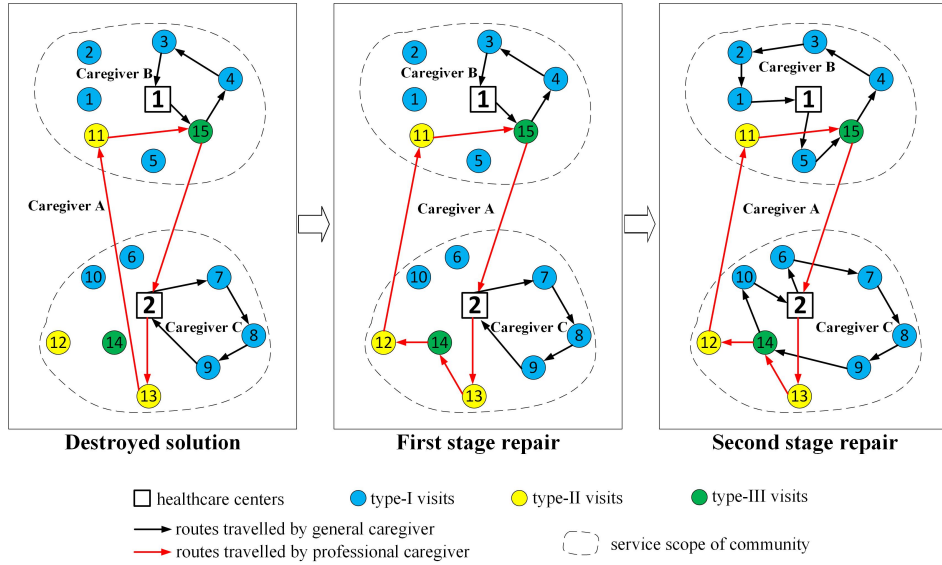 2
3
4
Caregiver B
1
1
11
15
5
Caregiver A
6
10
7
2
Caregiver C
8
12
14
9
13
Destroyed solution
2
3
4
Caregiver B
1
1
11
15
5
Caregiver A
6
10
7
2
Caregiver C
8
12
14
9
13
First stage repair
2
3
4
Caregiver B
1
1
11
15
5
Caregiver A
6
10
7
2
Caregiver C
8
12
14
9
13
Second stage repair
healthcare centers
type-I visits
type-II visits
type-III visits
routes travelled by general caregiver
routes travelled by professional caregiver
service scope of community